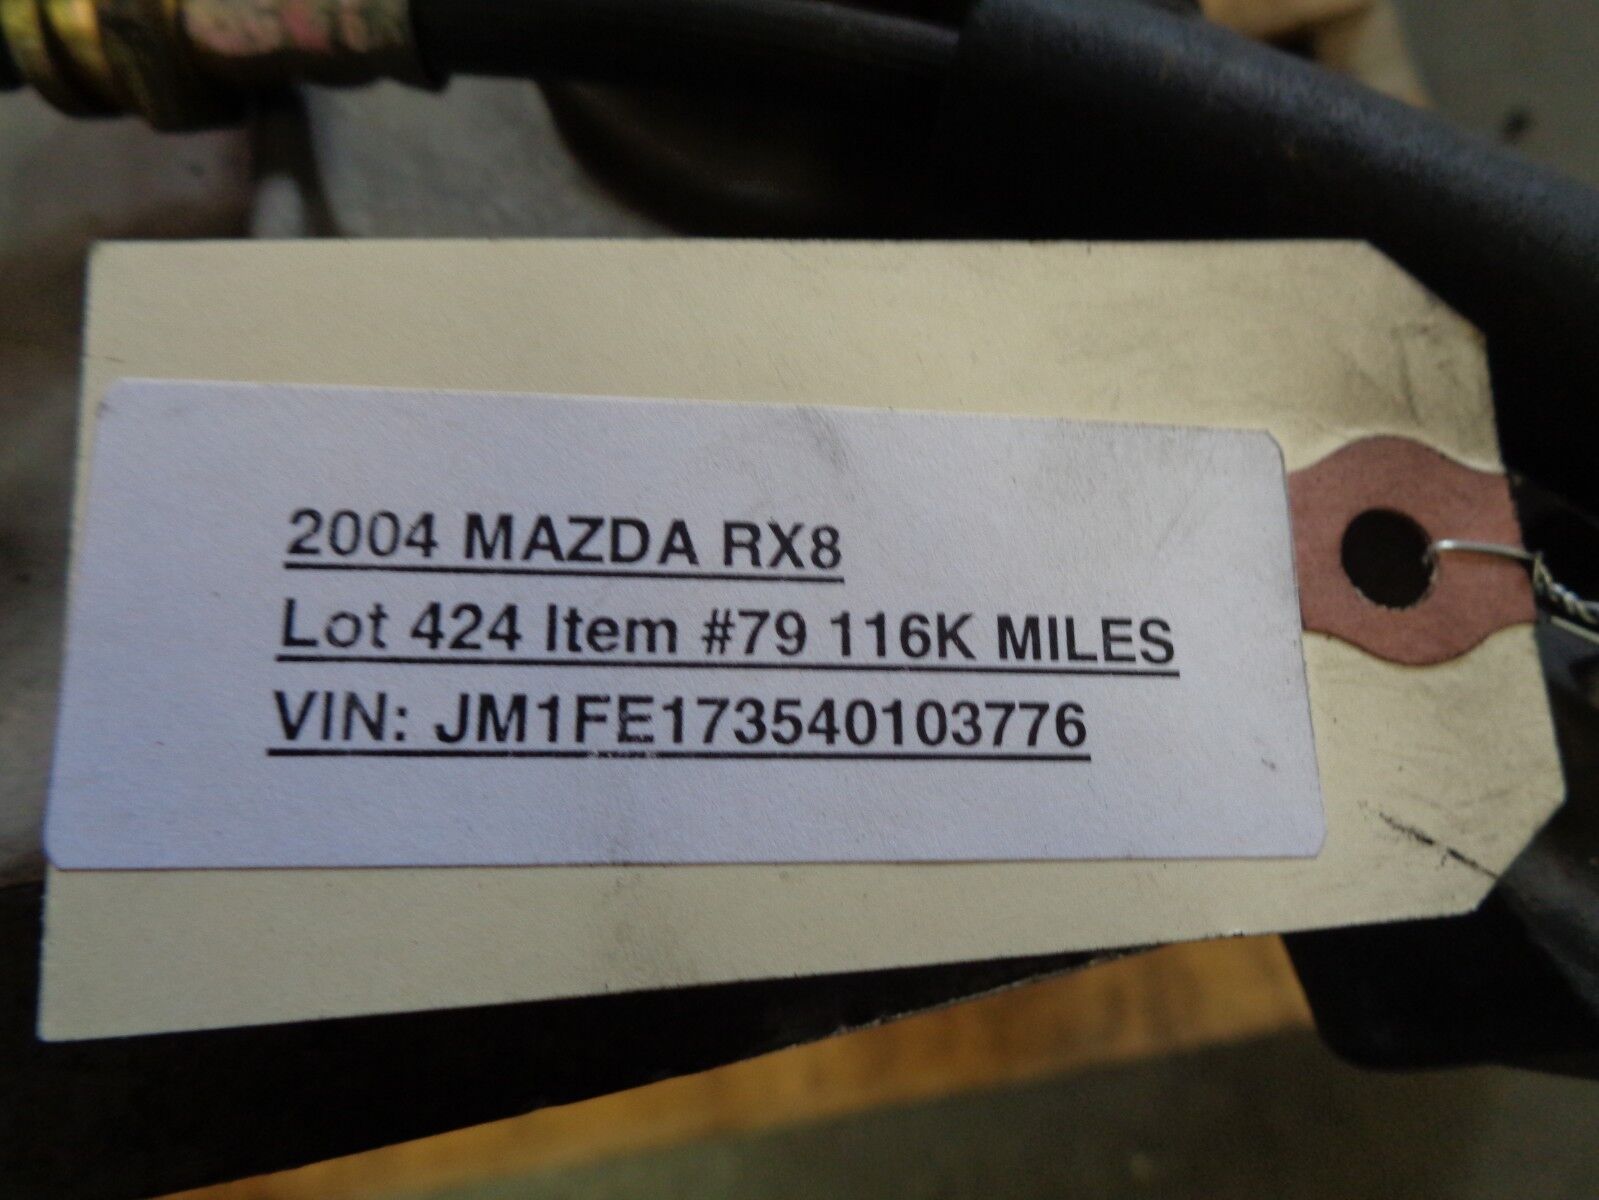 2004 MAZDA RX8
Lot 424 Item #79 116K MILES
VIN: JM1FE173540103776